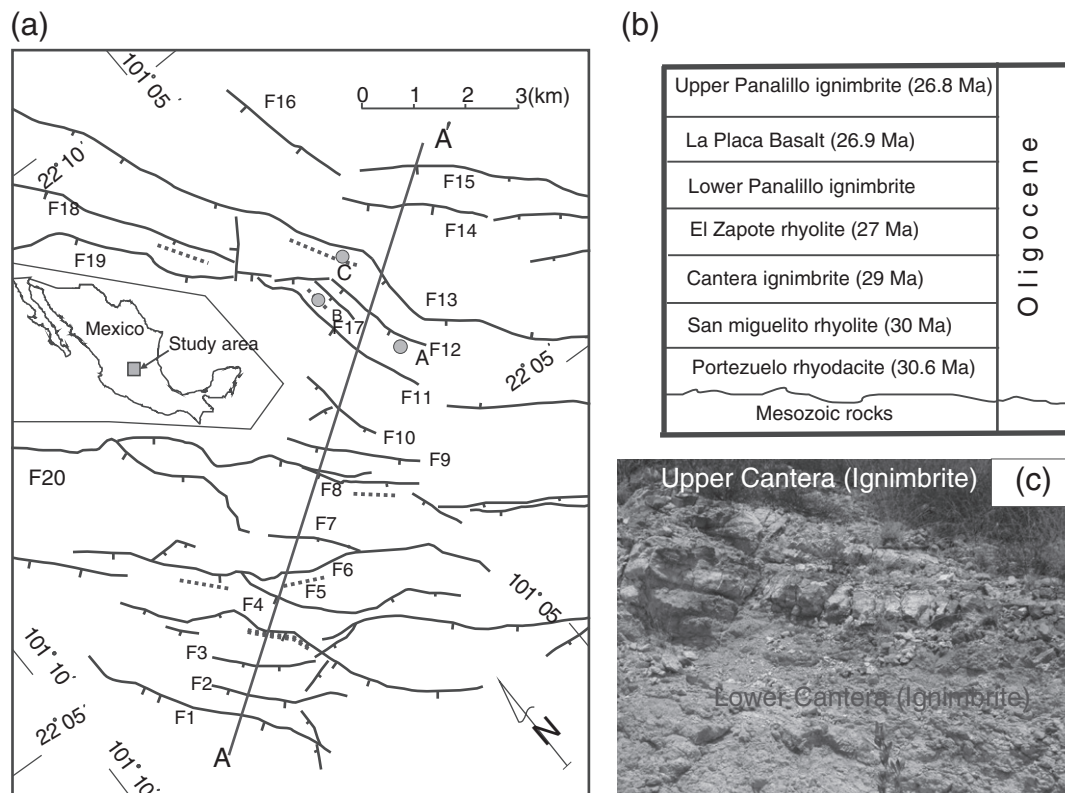 (a)
101° 05´
F16
0 1 2 3(km)
A´
22° 10´
F15
F18
F14
F19
C
F13
B
F17
Mexico
Study area
F12
A
22° 05´
F11
F10
F9
F20
F8
F7
F6
F5
F4
101° 05´
F3
101° 10´
F2
F1
22° 05´
A
N
101° 10´
(b)
Upper Panalillo ignimbrite (26.8 Ma)
La Placa Basalt (26.9 Ma)
Lower Panalillo ignimbrite
El Zapote rhyolite (27 Ma)
Cantera ignimbrite (29 Ma)
San miguelito rhyolite (30 Ma)
Portezuelo rhyodacite (30.6 Ma)
Mesozoic rocks
Oligocene
Upper Cantera (Ignimbrite)
(c)
Lower Cantera (Ignimbrite)